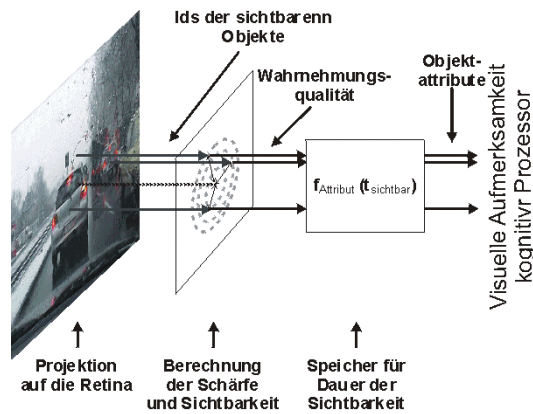 Ids der sichtbarenn
Objekte
Wahrnehmungs-
qualität
Objekt-
attribute
fAttribut (tsichtbar)
Visuelle Aufmerksamkeit
kognitivr Prozessor
Projektion
auf die Retina
Berechnung
der Schärfe
und Sichtbarkeit
Speicher für
Dauer der
Sichtbarkeit